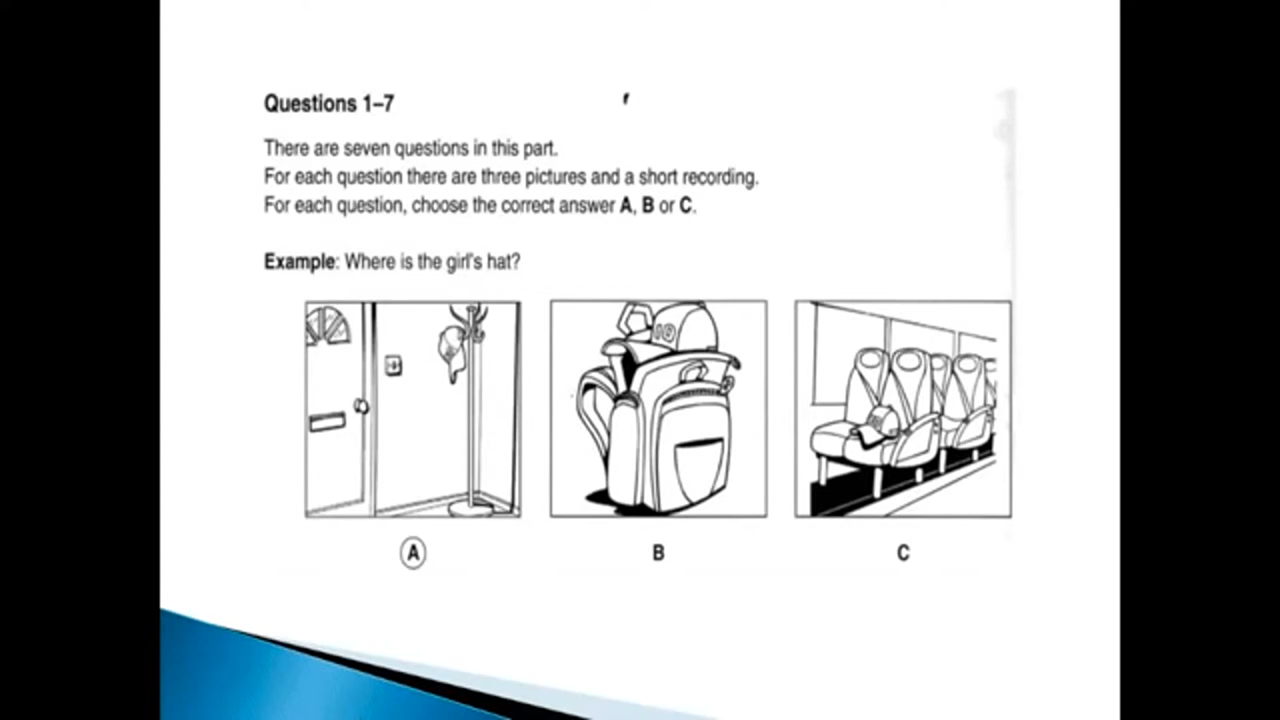 Questions 1–7
There are seven questions in this part.
For each question there are three pictures and a short recording.
For each question, choose the correct answer A, B or C.
Example: Where is the girl's hat?
A B C